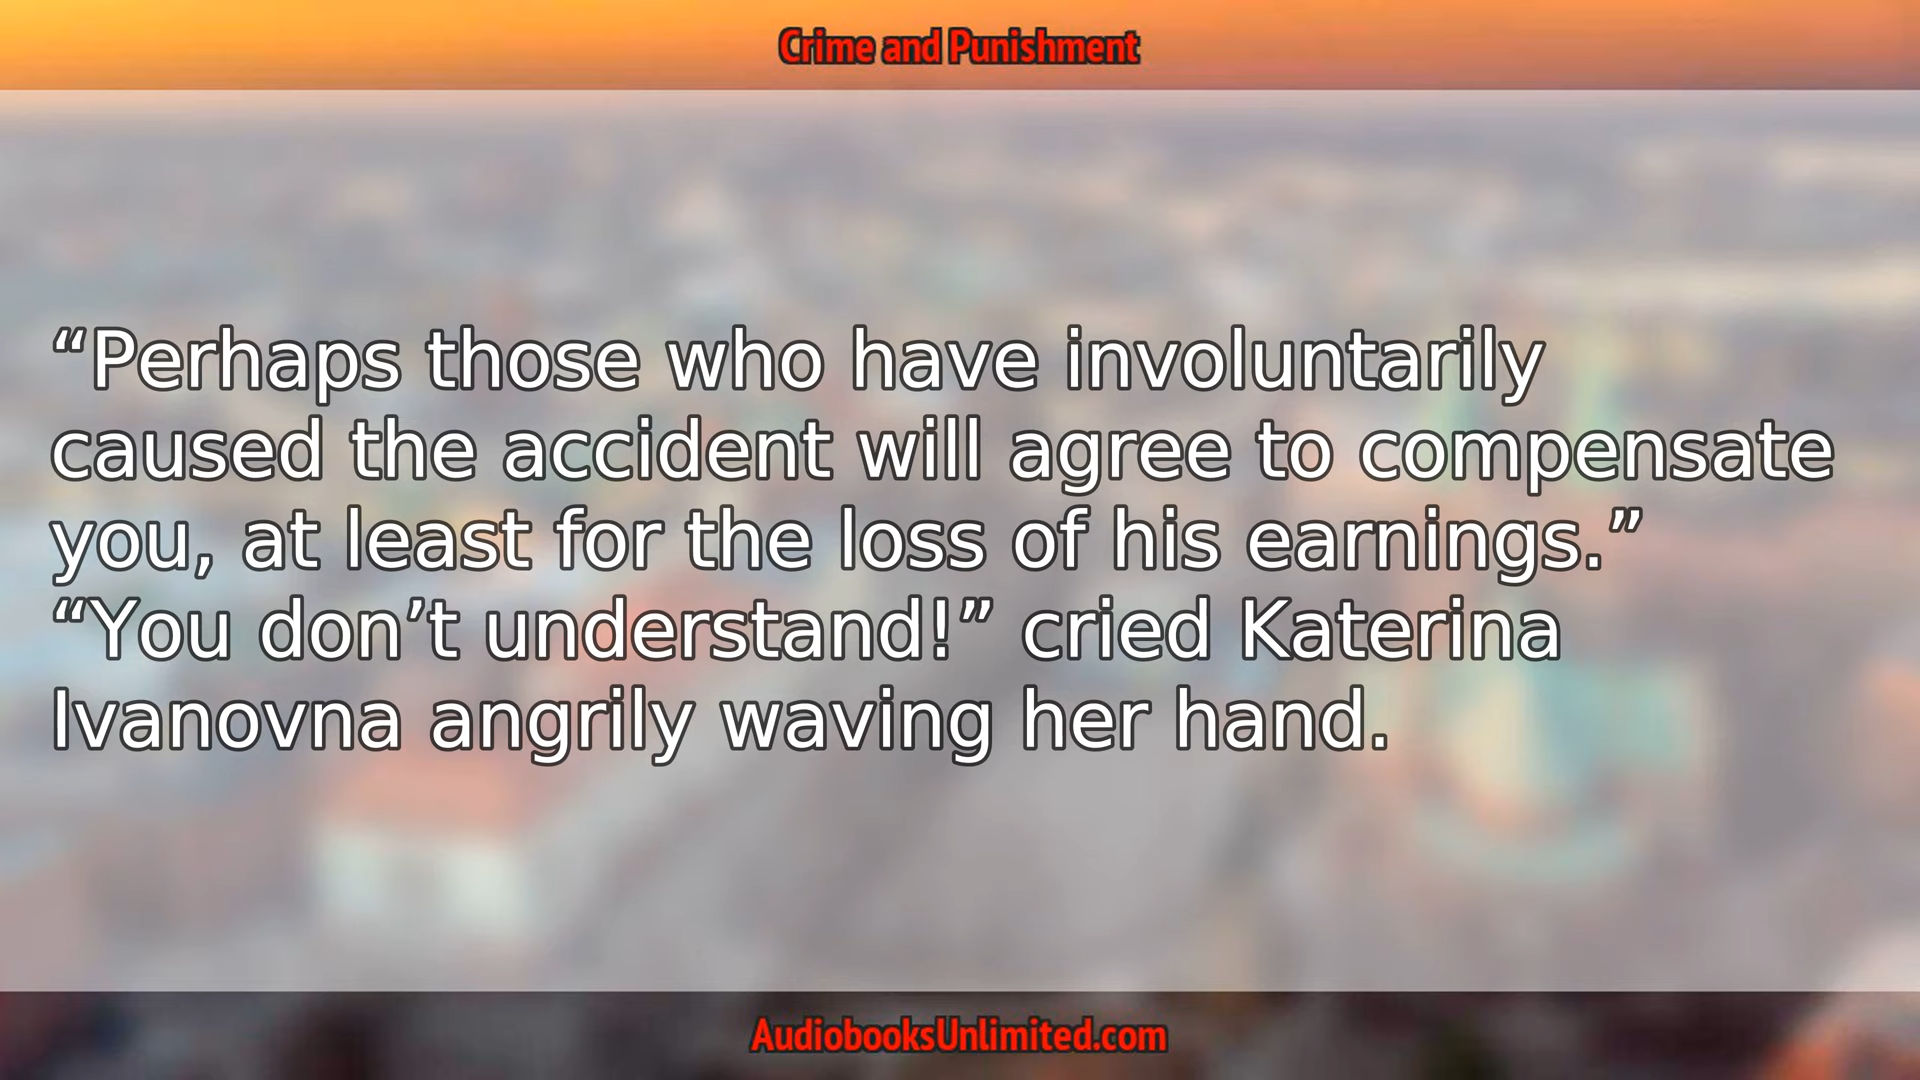 Crime and Punishment
“Perhaps those who have involuntarily
caused the accident will agree to compensate
you, at least for the loss of his earnings.”
“You don’t understand!” cried Katerina
Ivanovna angrily waving her hand.
AudiobooksUnlimited.com